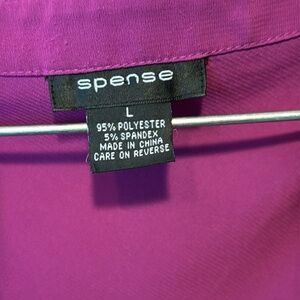 spense
L
95% POLYESTER
5% SPANDEX
MADE IN CHINA
CARE ON REVERSE